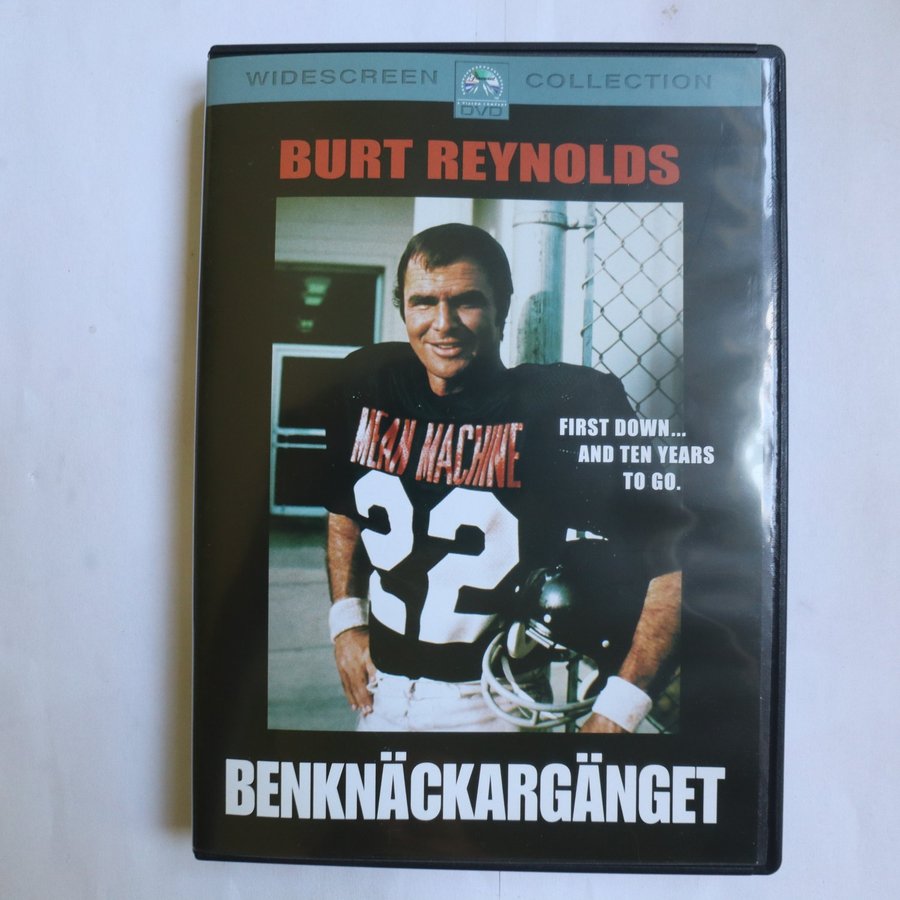 WIDESCREEN COLLECTION
DVD
BURT REYNOLDS
MEAN MACHINE
22
FIRST DOWN...
AND TEN YEARS
TO GO.
BENKNÄCKARGÄNGET